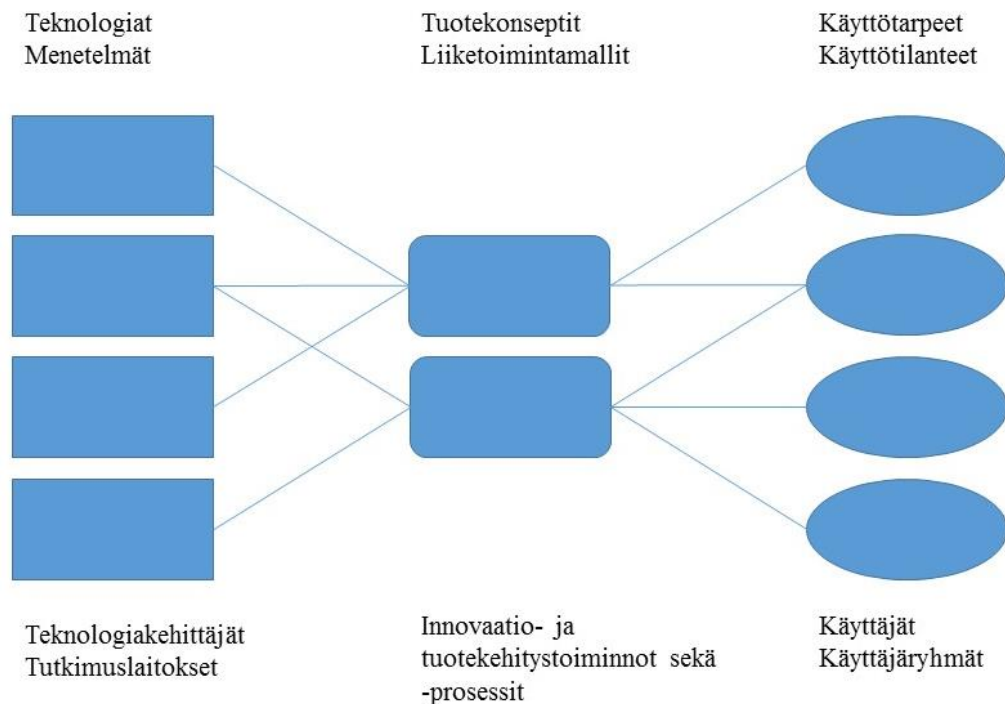 Teknologiat
Menetelmät
Tuotekonseptit
Liiketoimintamallit
Käyttötarpeet
Käyttötilanteet
Teknologiakehittäjät
Tutkimuslaitokset
Innovaatio- ja
tuotekehitystoiminnot sekä
-prosessit
Käyttäjät
Käyttäjäryhmät